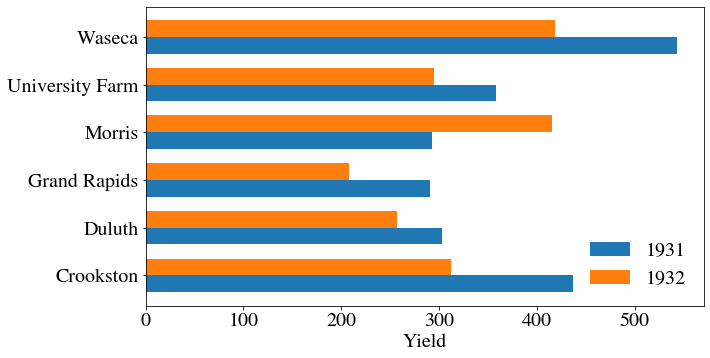 Waseca
University Farm
Morris
Grand Rapids
Duluth
Crookston
1931
1932
0 100 200 300 400 500
Yield